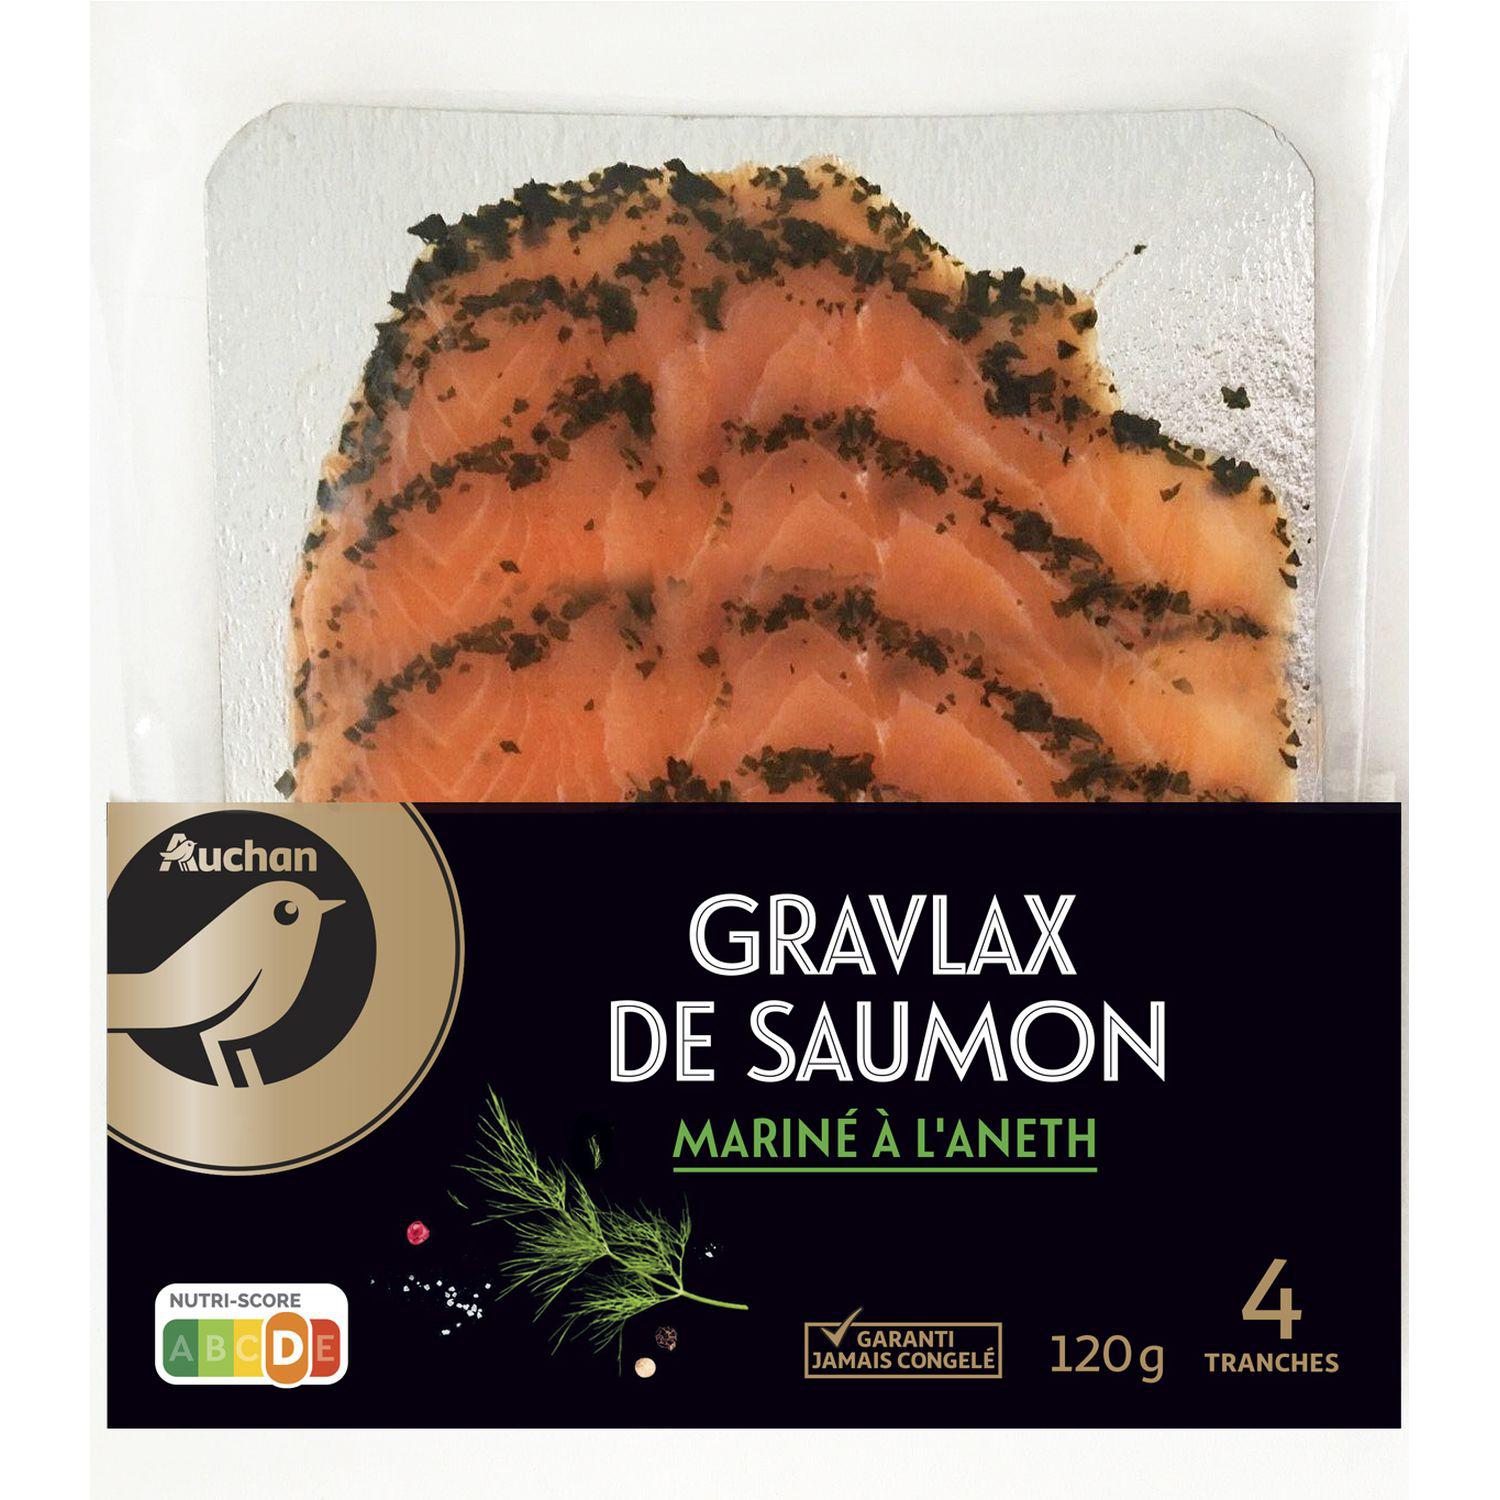 Auchan
GRAVLAX
DE SAUMON
MARINÉ À L'ANETH
NUTRI-SCORE
A B C D E
GARANTI
JAMAIS CONGELÉ
120g
4
TRANCHES